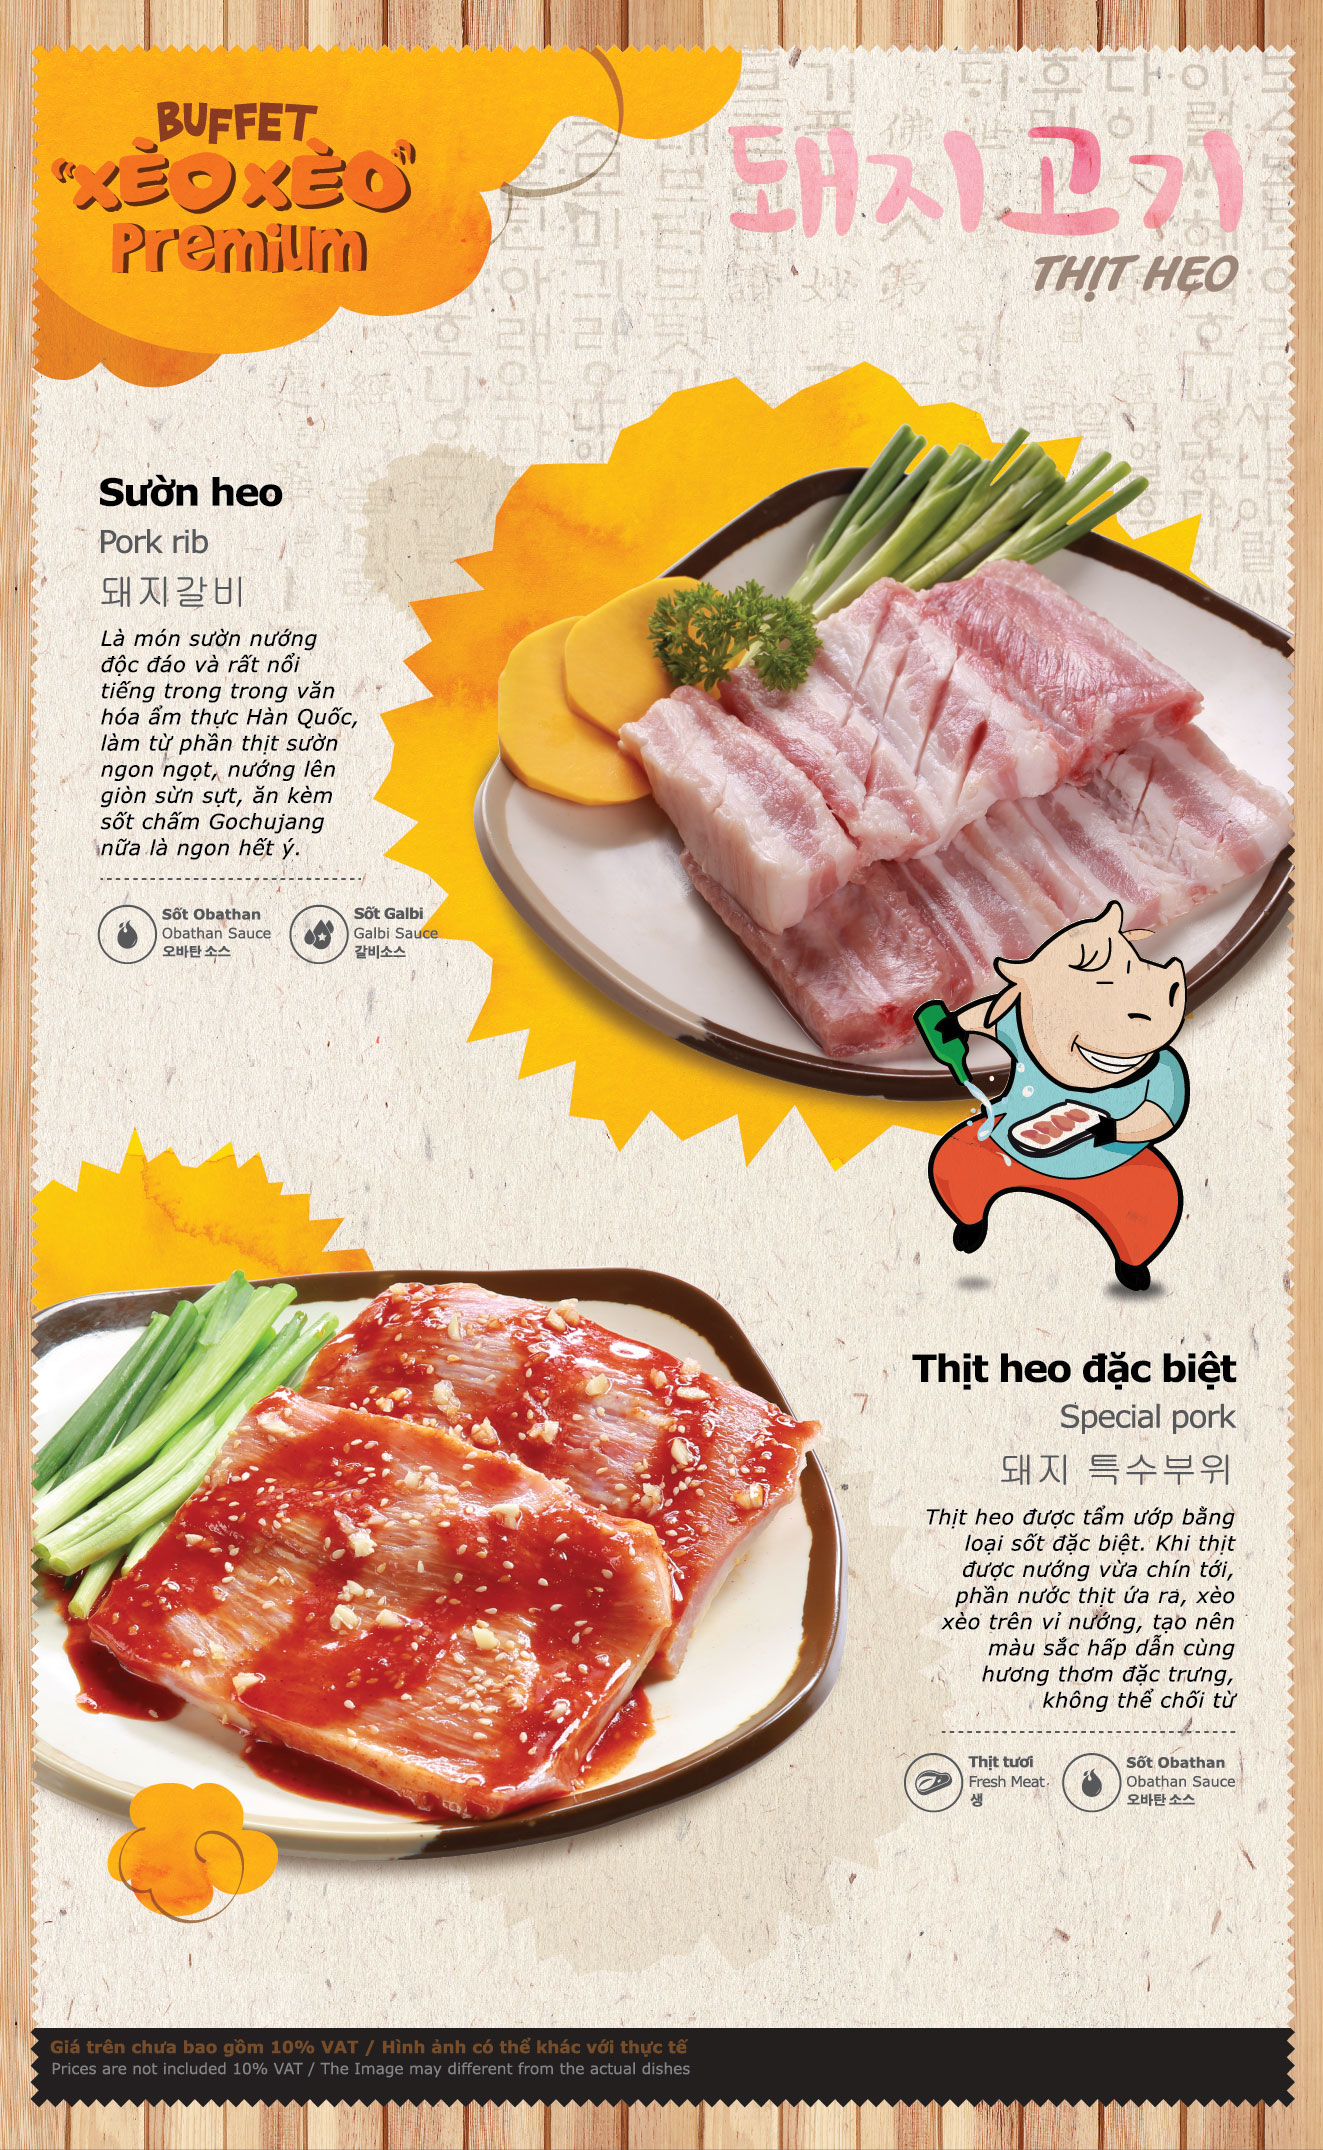 BUFFET
"XÈO XÈO"
Premium
돼지고기
THỊT HEO
Sườn heo
Pork rib
돼지갈비
Là món sườn nướng
độc đáo và rất nổi
tiếng trong trong văn
hóa ẩm thực Hàn Quốc,
làm từ phần thịt sườn
ngon ngọt, nướng lên
giòn sừn sựt, ăn kèm
sốt chấm Gochujang
nữa là ngon hết ý.
Sốt Obathan
Obathan Sauce
오바탄 소스
Sốt Galbi
Galbi Sauce
갈비소스
Thịt heo đặc biệt
Special pork
돼지 특수부위
Thịt heo được tẩm ướp bằng
loại sốt đặc biệt. Khi thịt
được nướng vừa chín tới,
phần nước thịt ứa ra, xèo
xèo trên vỉ nướng, tạo nên
màu sắc hấp dẫn cùng
hương thơm đặc trưng,
không thể chối từ
Thịt tươi
Fresh Meat
생
Sốt Obathan
Obathan Sauce
오바탄 소스
Giá trên chưa bao gồm 10% VAT / Hình ảnh có thể khác với thực tế
Prices are not included 10% VAT / The Image may different from the actual dishes